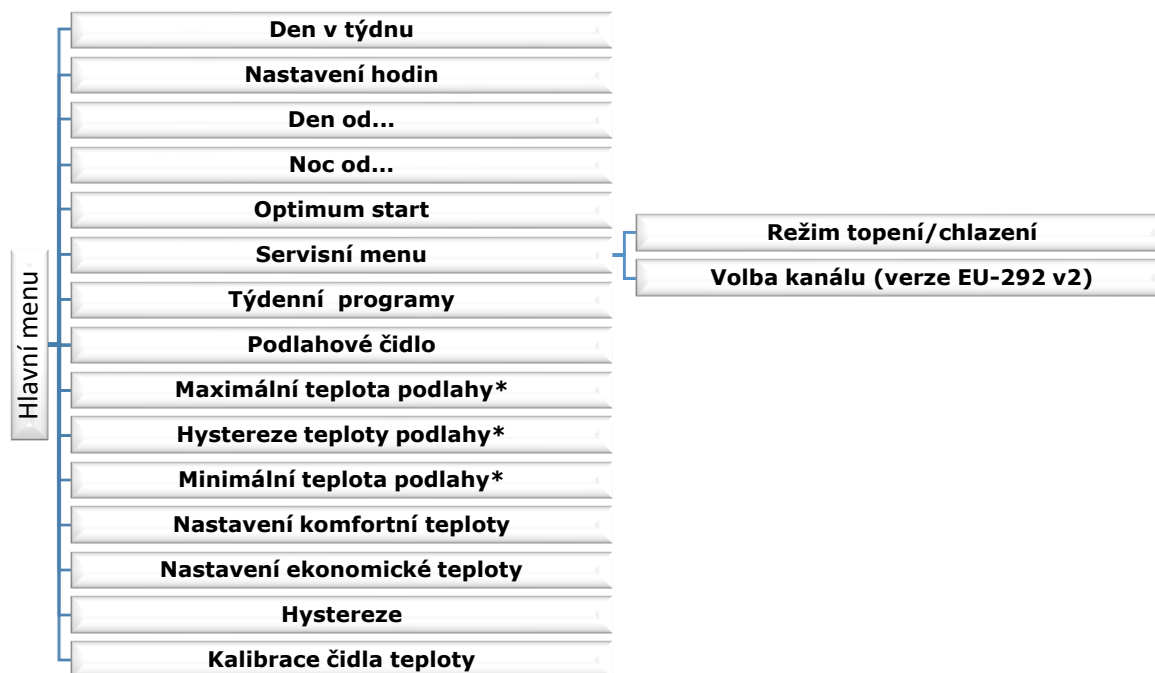 Hlavní menu
Den v týdnu
Nastavení hodin
Den od...
Noc od...
Optimum start
Servisní menu
Režim topení/chlazení
Volba kanálu (verze EU-292 v2)
Týdenní  programy
Podlahové čidlo
Maximální teplota podlahy*
Hystereze teploty podlahy*
Minimální teplota podlahy*
Nastavení komfortní teploty
Nastavení ekonomické teploty
Hystereze
Kalibrace čidla teploty